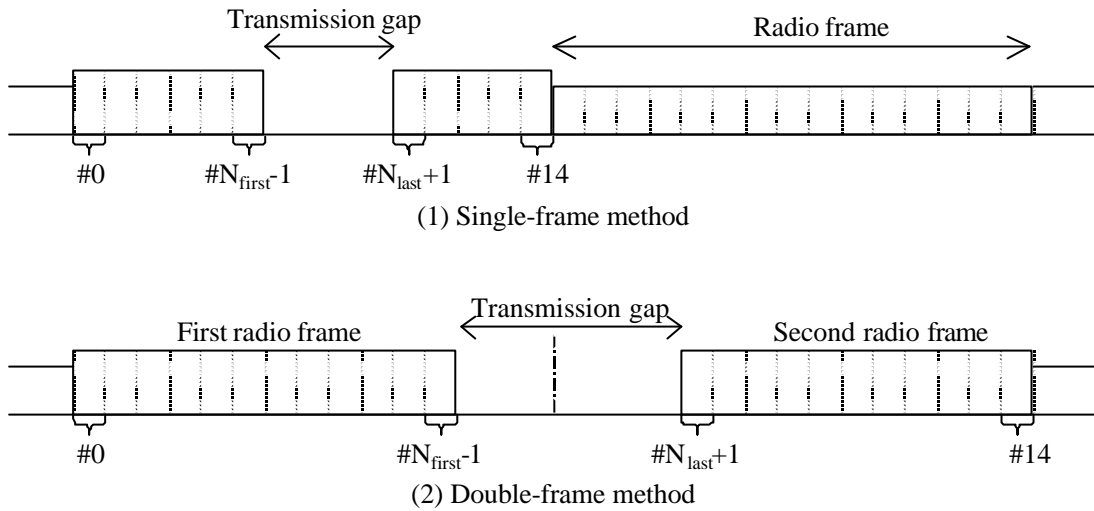 Transmission gap
Radio frame
#0 #N_first-1 #N_last+1 #14
(1) Single-frame method
Transmission gap
First radio frame Second radio frame
#0 #N_first-1 #N_last+1 #14
(2) Double-frame method